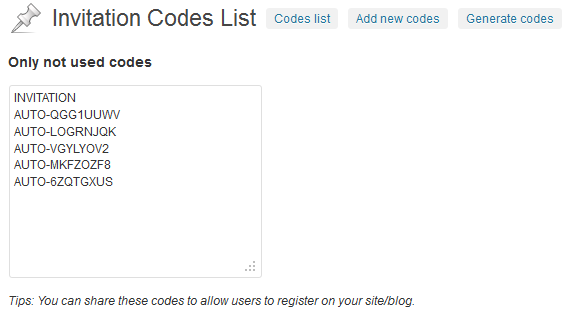 Invitation Codes List Codes list Add new codes Generate codes
Only not used codes
INVITATION
AUTO-QGG1UUWV
AUTO-LOGRNJQK
AUTO-VGYLYOV2
AUTO-MKFZOZF8
AUTO-6ZQTGXUS
Tips: You can share these codes to allow users to register on your site/blog.